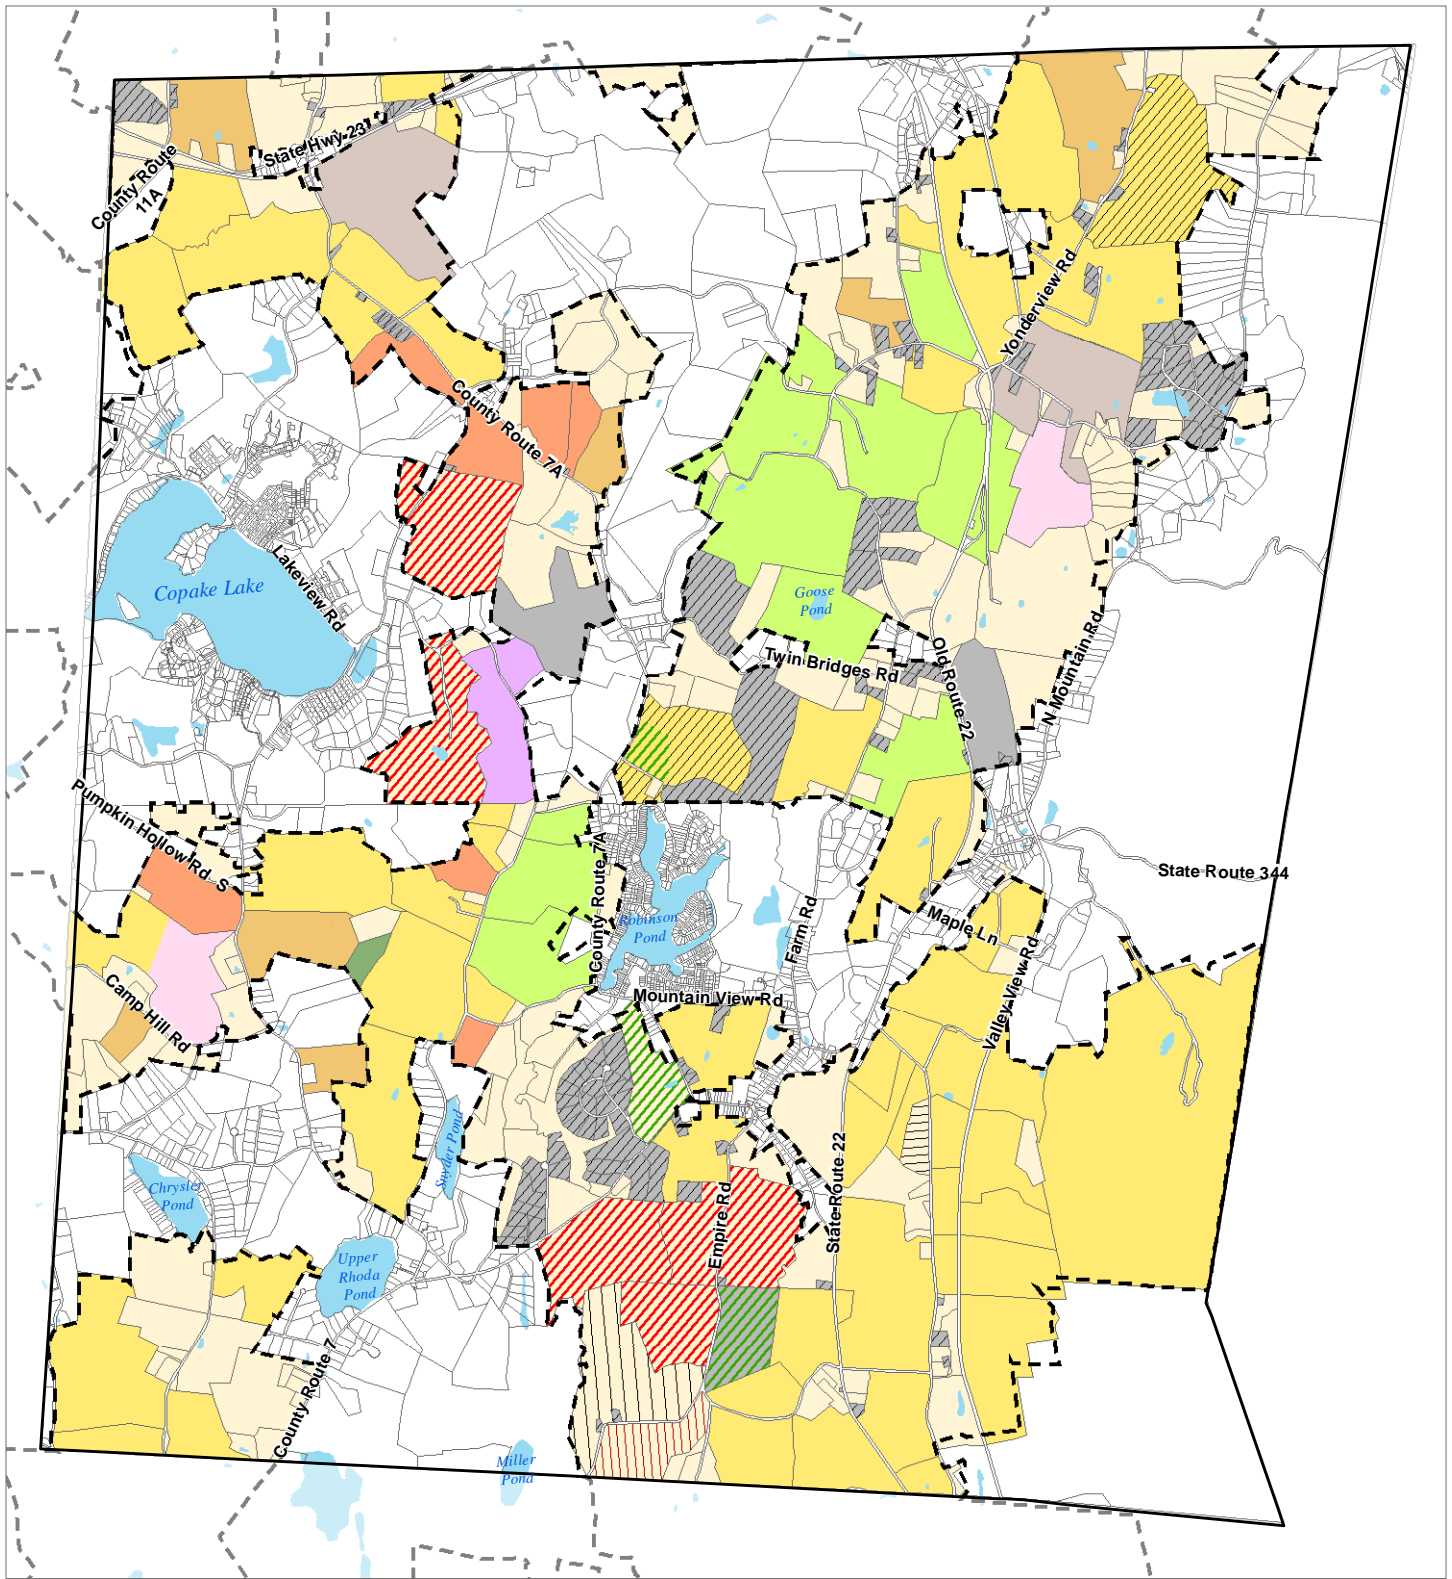 State Hwy 23
County Route
11A
Yonderview Rd
County Route 7A
Copake Lake
Lakeview Rd
Goose
Pond
Twin Bridges Rd
Old Route 22
N Mountain Rd
Pumpkin Hollow Rd S
County Route 7A
State Route 344
Robinson
Pond
Farm Rd
Maple Ln
Camp Hill Rd
Mountain View Rd
Valley View Rd
Snyder Pond
Chrysler
Pond
State Route 22
Empire Rd
Upper
Rhoda
Pond
County Route 7
Miller
Pond